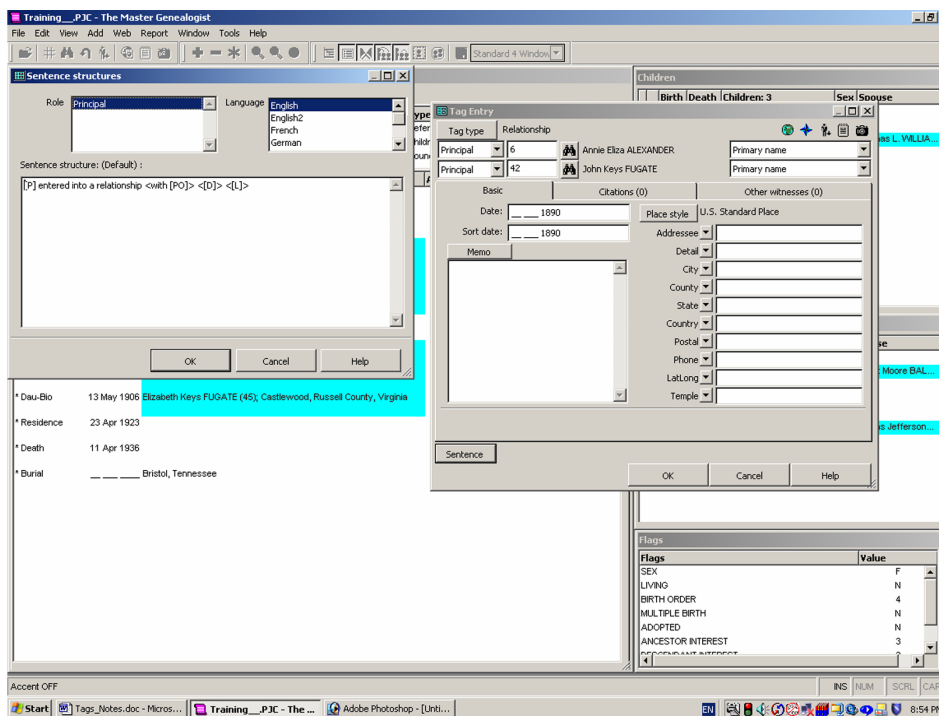 Training__.PJC - The Master Genealogist
File Edit View Add Web Report Window Tools Help
Standard 4 Window
Sentence structures
Role Principal Language English
English2
French
German
Sentence structure: (Default) :
[P] entered into a relationship <with [PO]> <[D]> <[L]>
OK Cancel Help
Children
Birth Death Children: 3 Sex Spouse
as L. WILLIA...
Tag Entry
Tag type Relationship
Principal 6 Annie Eliza ALEXANDER Primary name
Principal 42 John Keys FUGATE Primary name
Basic Citations (0) Other witnesses (0)
Date: __ ___ 1890 Place style U.S. Standard Place
Sort date: __ ___ 1890 Addressee
Memo Detail
City
County
State
Country
Postal
Phone
LatLong
Temple
Sentence
OK Cancel Help
Moore BAL...
s Jefferson...
* Dau-Bio 13 May 1906 Elizabeth Keys FUGATE (45); Castlewood, Russell County, Virginia
* Residence 23 Apr 1923
* Death 11 Apr 1936
* Burial __ ___ ____ Bristol, Tennessee
Flags
Flags Value
SEX F
LIVING N
BIRTH ORDER 4
MULTIPLE BIRTH N
ADOPTED N
ANCESTOR INTEREST 3
Accent OFF INS NUM SCRL CAP
Start Tags_Notes.doc - Micros... Training__.PJC - The ... Adobe Photoshop - [Unti... EN 8:54 PM